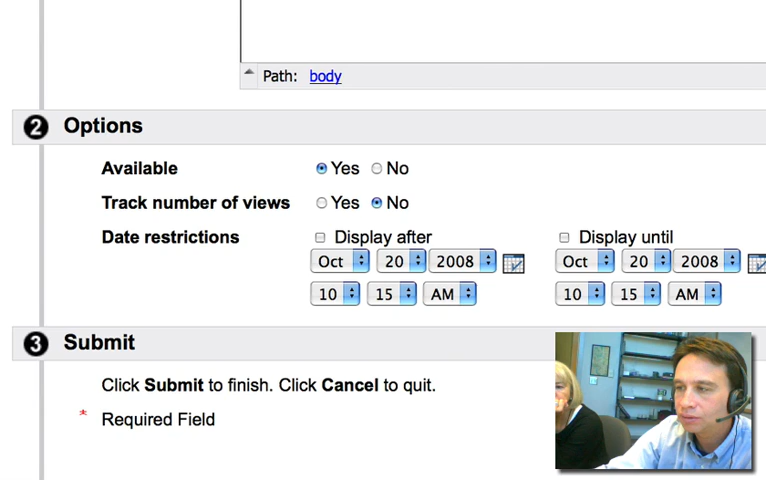 Path: body
2 Options
Available Yes No
Track number of views Yes No
Date restrictions Display after Display until
Oct 20 2008 Oct 20 2008
10 15 AM 10 15 AM
3 Submit
Click Submit to finish. Click Cancel to quit.
* Required Field